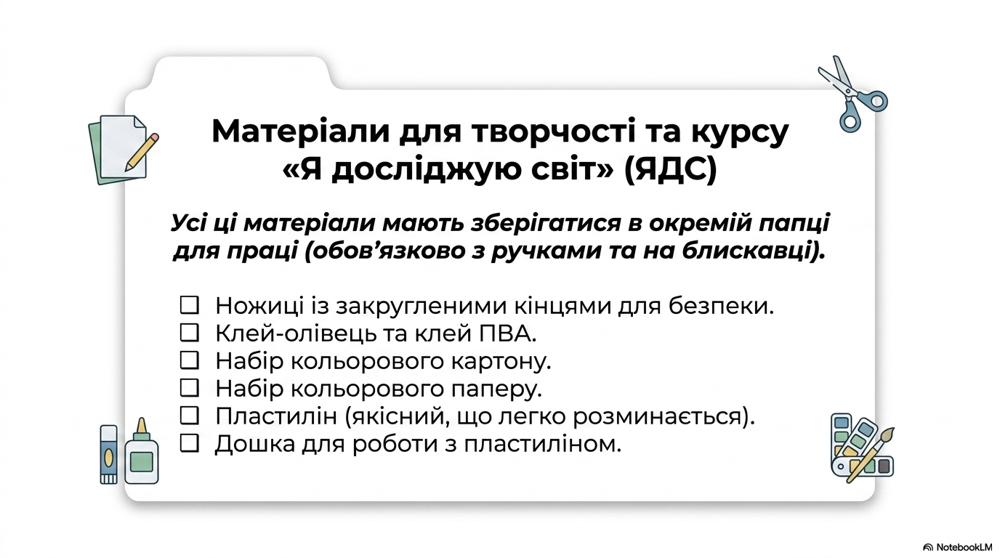 Матеріали для творчості та курсу
«Я досліджую світ» (ЯДС)
Усі ці матеріали мають зберігатися в окремій папці
для праці (обов’язково з ручками та на блискавці).
❑ Ножиці із закругленими кінцями для безпеки.
❑ Клей-олівець та клей ПВА.
❑ Набір кольорового картону.
❑ Набір кольорового паперу.
❑ Пластилін (якісний, що легко розминається).
❑ Дошка для роботи з пластиліном.
NotebookLM